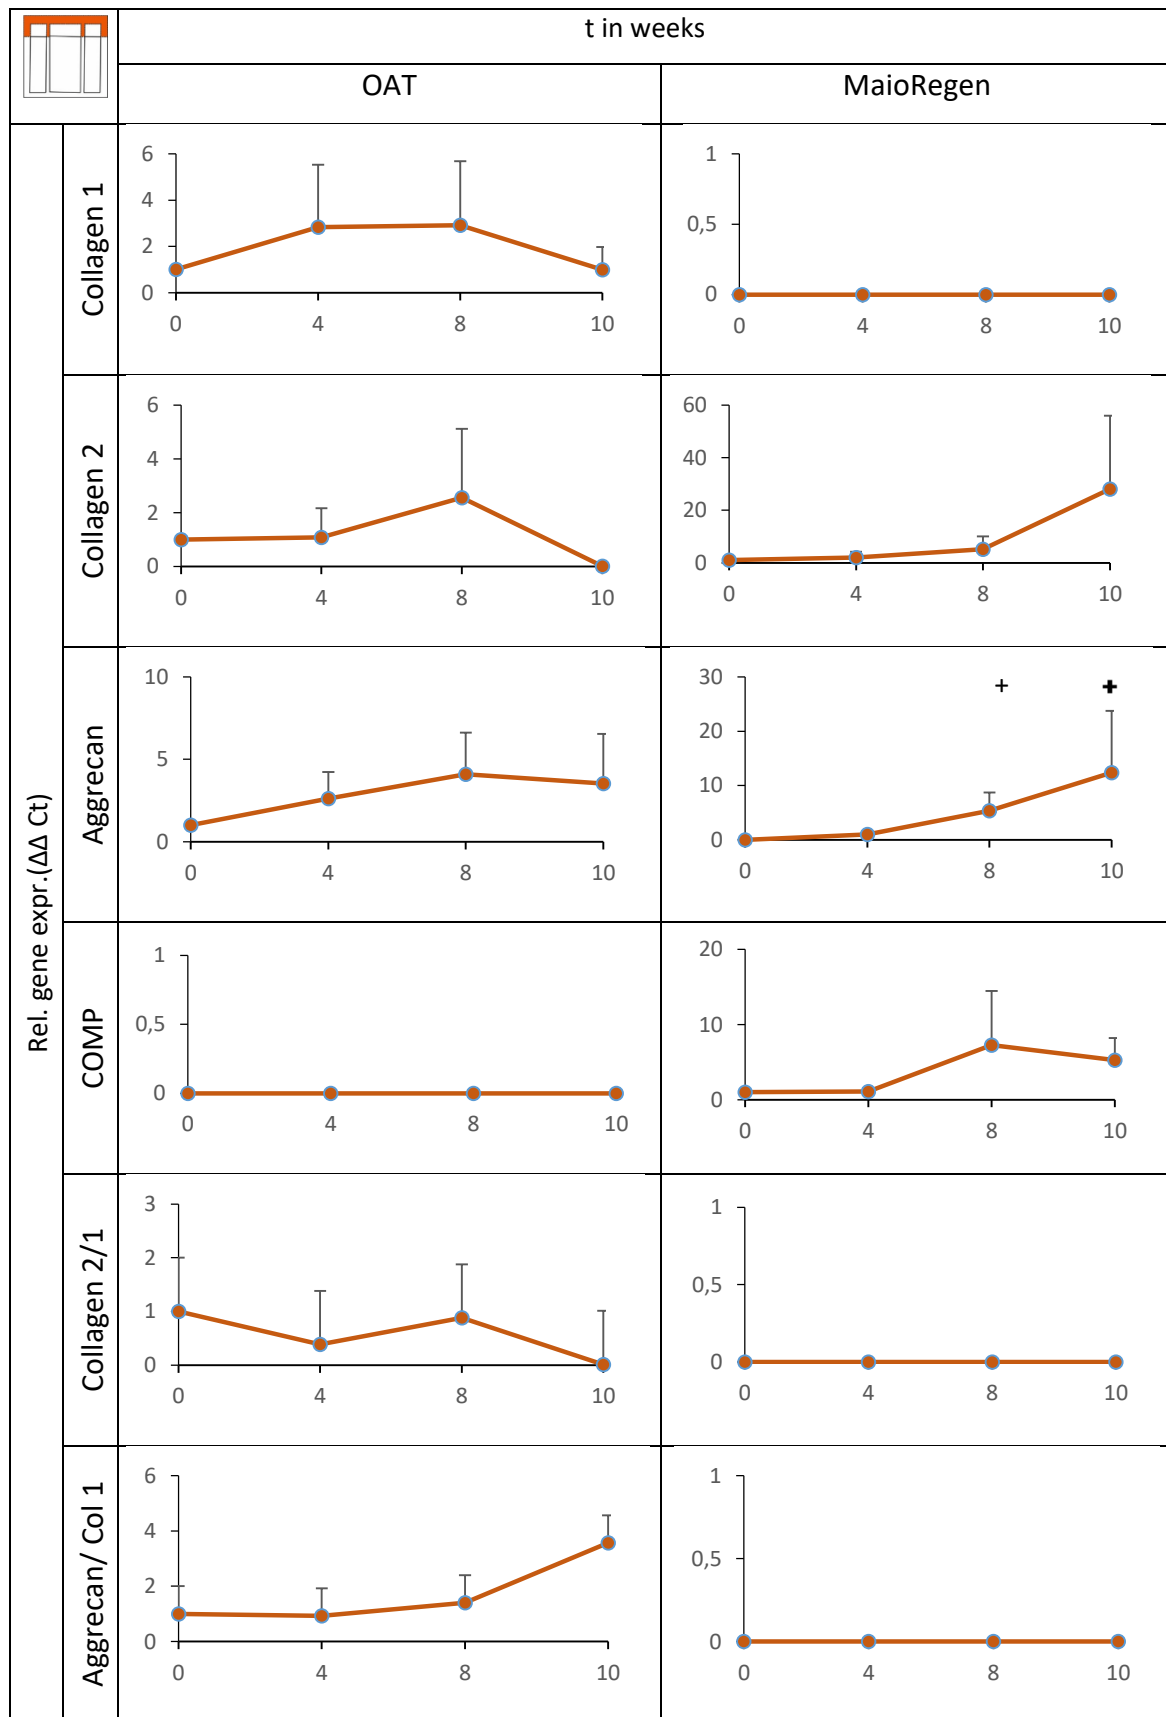 t in weeks
OAT
MaioRegen
Rel. gene expr.(ΔΔ Ct)
Collagen 1
6
4
2
0
0 4 8 10
1
0,5
0
0 4 8 10
Collagen 2
6
4
2
0
0 4 8 10
60
40
20
0
0 4 8 10
Aggrecan
10
5
0
0 4 8 10
30
20
10
0
+ +
0 4 8 10
COMP
1
0,5
0
0 4 8 10
20
10
0
0 4 8 10
Collagen 2/1
3
2
1
0
0 4 8 10
1
0,5
0
0 4 8 10
Aggrecan/ Col 1
6
4
2
0
0 4 8 10
1
0,5
0
0 4 8 10